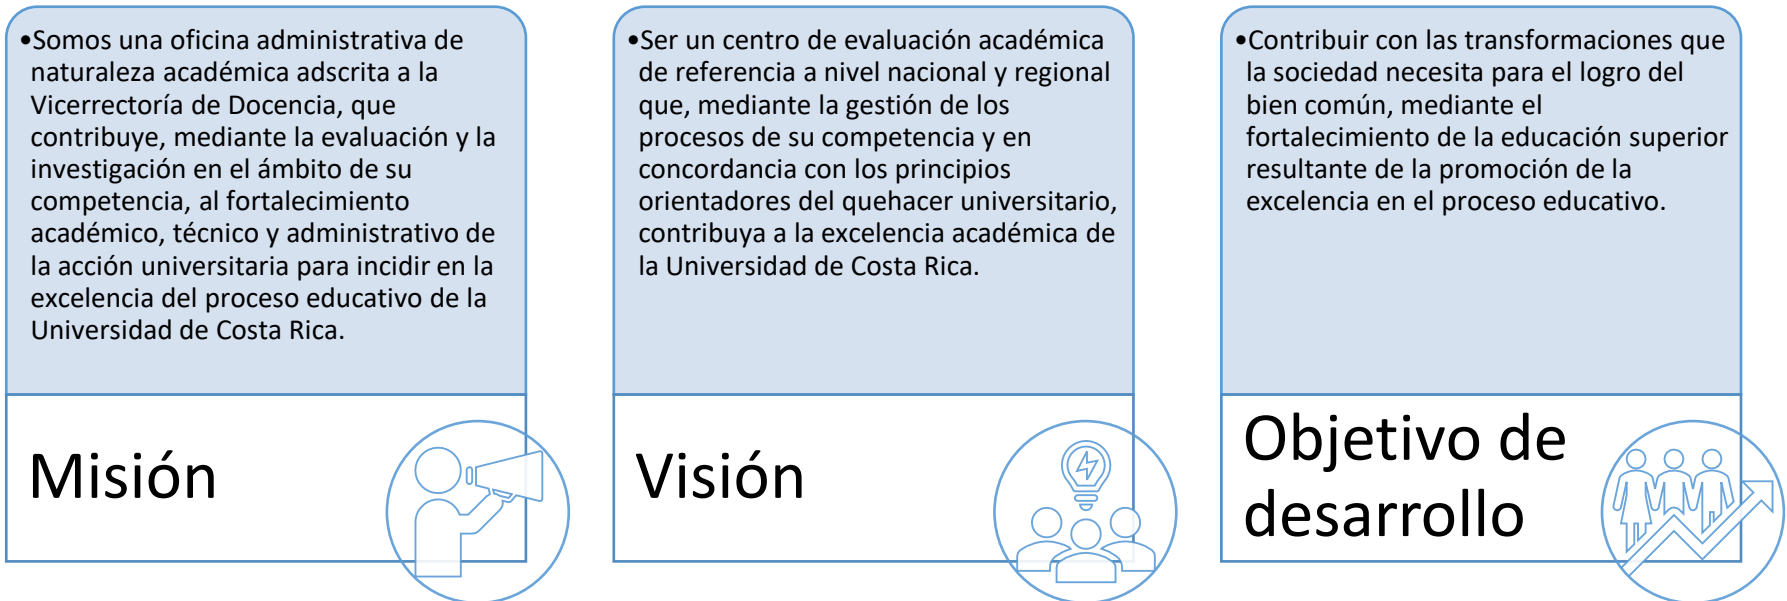 •Somos una oficina administrativa de
naturaleza académica adscrita a la
Vicerrectoría de Docencia, que
contribuye, mediante la evaluación y la
investigación en el ámbito de su
competencia, al fortalecimiento
académico, técnico y administrativo de
la acción universitaria para incidir en la
excelencia del proceso educativo de la
Universidad de Costa Rica.
Misión
•Ser un centro de evaluación académica
de referencia a nivel nacional y regional
que, mediante la gestión de los
procesos de su competencia y en
concordancia con los principios
orientadores del quehacer universitario,
contribuya a la excelencia académica de
la Universidad de Costa Rica.
Visión
•Contribuir con las transformaciones que
la sociedad necesita para el logro del
bien común, mediante el
fortalecimiento de la educación superior
resultante de la promoción de la
excelencia en el proceso educativo.
Objetivo de
desarrollo